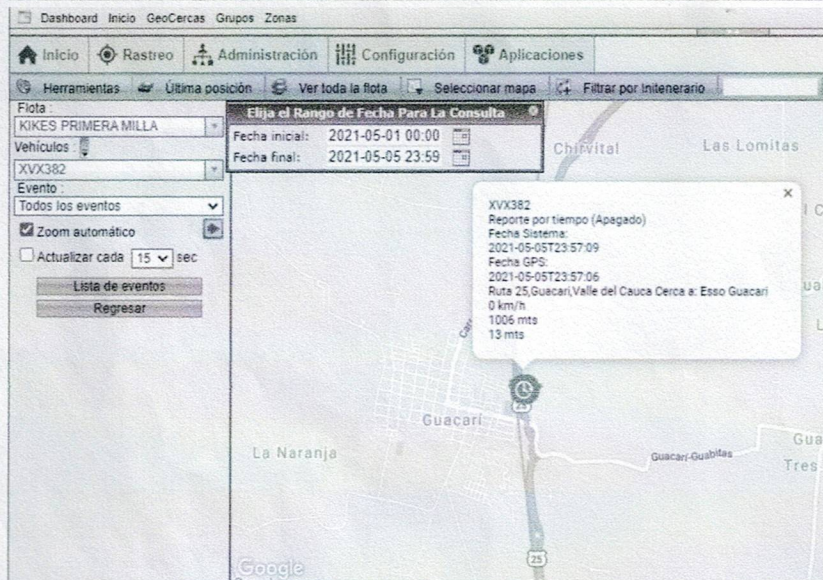 Dashboard Inicio GeoCercas Grupos Zonas
Inicio Rastreo Administración Configuración Aplicaciones
Herramientas Última posición Ver toda la flota Seleccionar mapa Filtrar por Initenerario
Flota :
KIKES PRIMERA MILLA
Vehículos :
XVX382
Evento :
Todos los eventos
Zoom automático
Actualizar cada 15 sec
Lista de eventos
Regresar
Elija el Rango de Fecha Para La Consulta
Fecha inicial: 2021-05-01 00:00
Fecha final: 2021-05-05 23:59
Chirvital
Las Lomitas
XVX382
Reporte por tiempo (Apagado)
Fecha Sistema:
2021-05-05T23:57:09
Fecha GPS:
2021-05-05T23:57:06
Ruta 25,Guacari,Valle del Cauca Cerca a: Esso Guacari
0 km/h
1006 mts
13 mts
25
Guacarí
La Naranja
Guacarí-Guabitas
Gua
Tres
25
Google